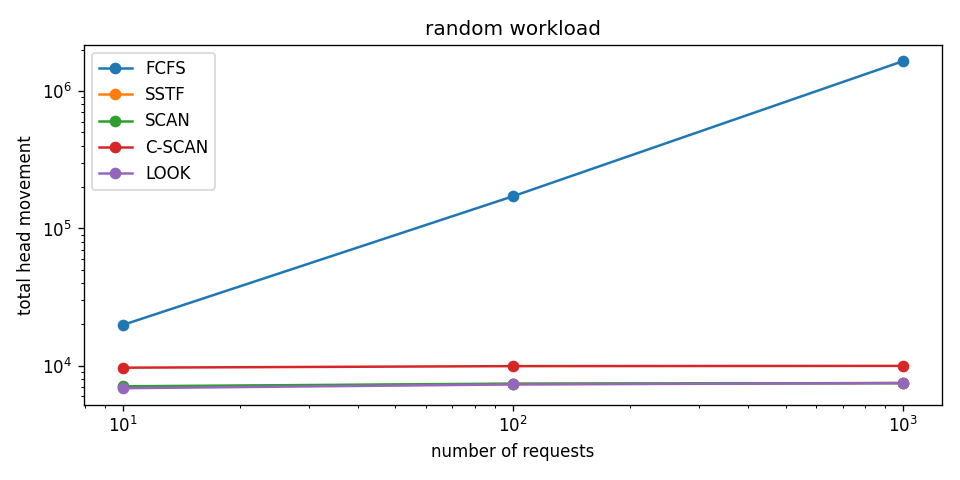 random workload
FCFS
SSTF
SCAN
C-SCAN
LOOK
total head movement
10^6
10^5
10^4
10^1
10^2
10^3
number of requests